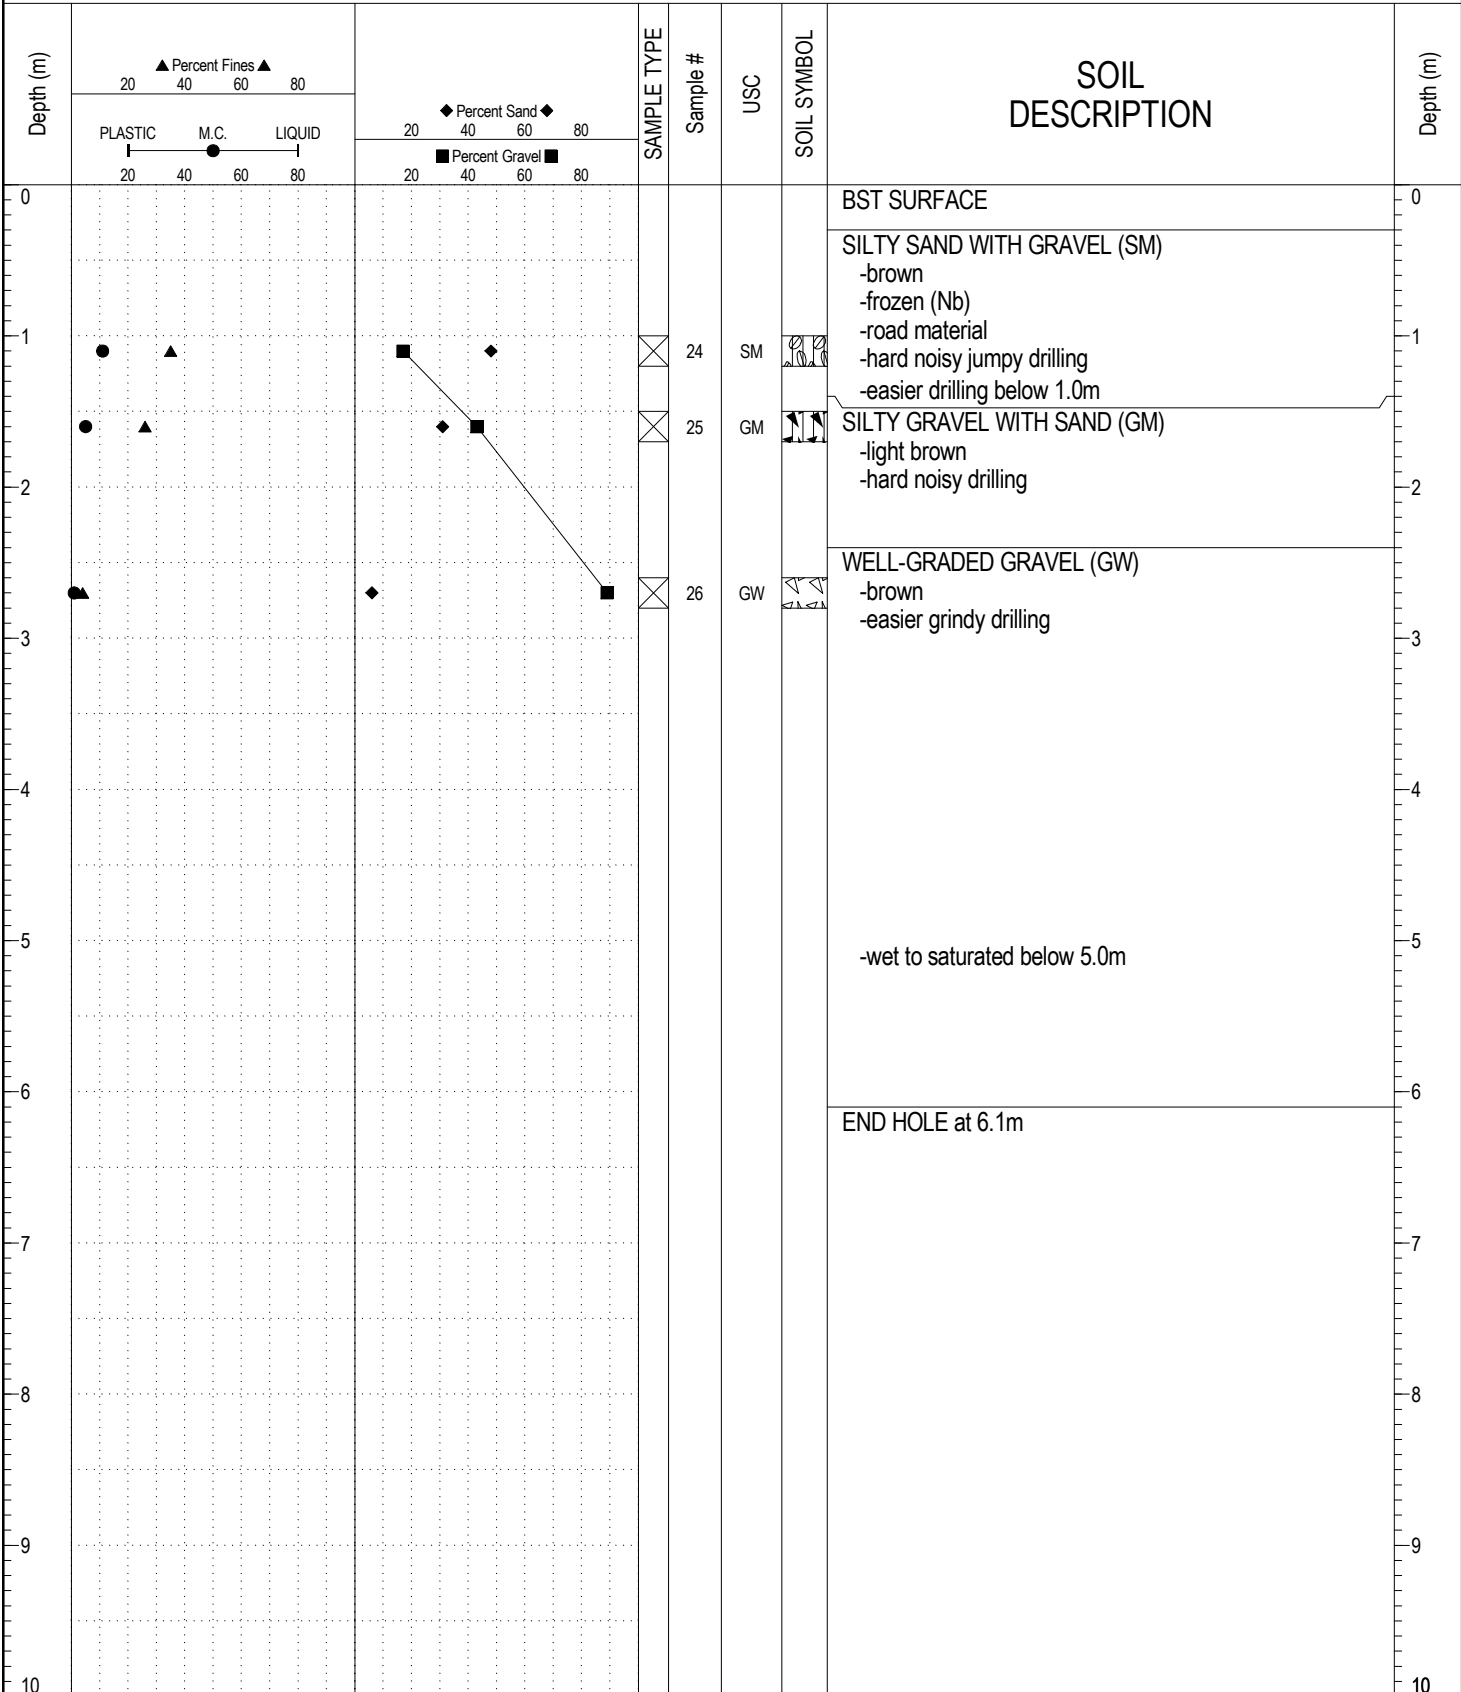 Depth (m)
▲ Percent Fines ▲
20 40 60 80
PLASTIC M.C. LIQUID
20 40 60 80
◆ Percent Sand ◆
20 40 60 80
■ Percent Gravel ■
20 40 60 80
SAMPLE TYPE
Sample #
USC
SOIL SYMBOL
SOIL
DESCRIPTION
Depth (m)
0
BST SURFACE
0
SILTY SAND WITH GRAVEL (SM)
-brown
-frozen (Nb)
-road material
1
24 SM
-hard noisy jumpy drilling
1
-easier drilling below 1.0m
25 GM
SILTY GRAVEL WITH SAND (GM)
-light brown
-hard noisy drilling
2
2
WELL-GRADED GRAVEL (GW)
26 GW
-brown
-easier grindy drilling
3
3
4
4
5
5
-wet to saturated below 5.0m
6
6
END HOLE at 6.1m
7
7
8
8
9
9
10
10